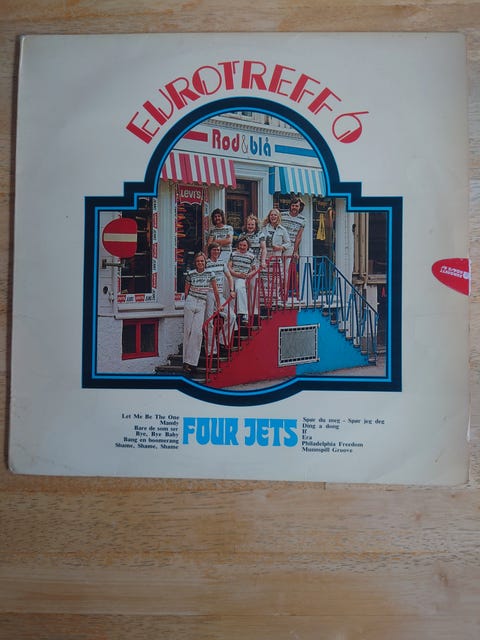 EUROTREFF 6
Rød & blå
LEVI'S
Let Me Be The One
Mandy
Bare de som ser
Bye, Bye Baby
Bang en boomerang
Shame, Shame, Shame
FOUR JETS
Spør du meg - Spør jeg deg
Ding a dong
If
Era
Philadelphia Freedom
Munnspill Groove